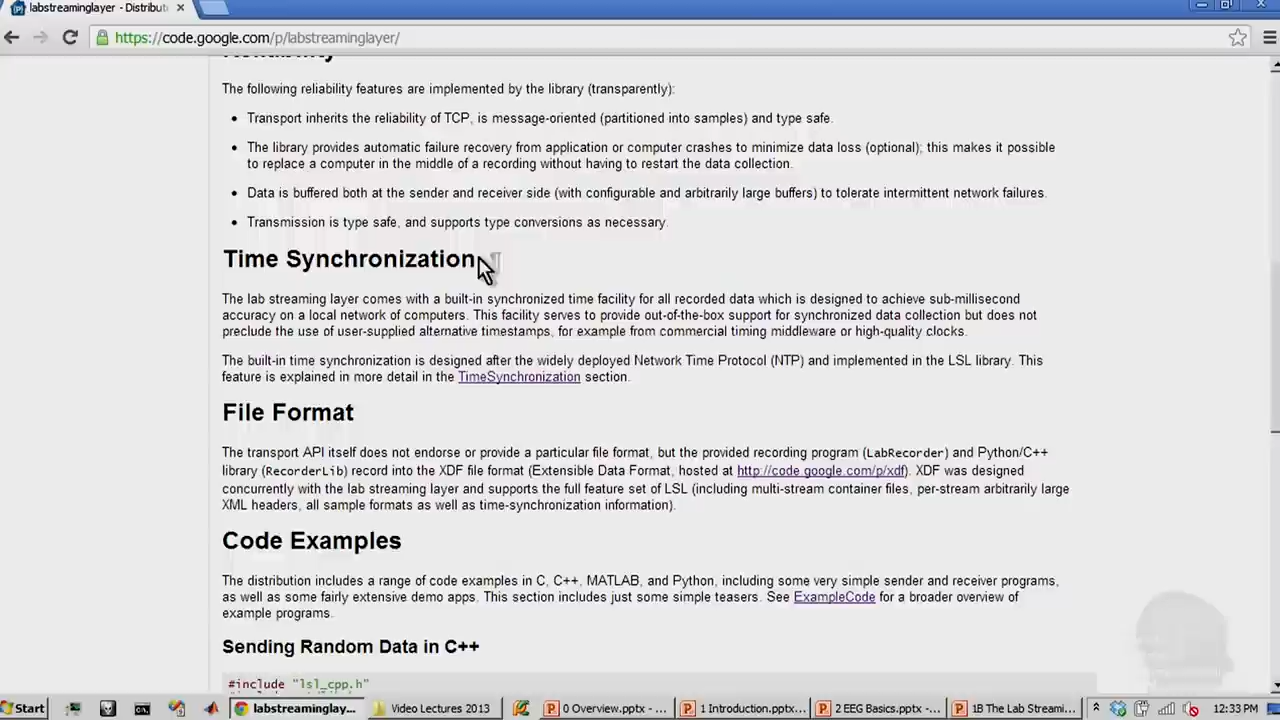 labstreaminglayer - Distribut
https://code.google.com/p/labstreaminglayer/
Reliability
The following reliability features are implemented by the library (transparently):
• Transport inherits the reliability of TCP, is message-oriented (partitioned into samples) and type safe.
• The library provides automatic failure recovery from application or computer crashes to minimize data loss (optional); this makes it possible
to replace a computer in the middle of a recording without having to restart the data collection.
• Data is buffered both at the sender and receiver side (with configurable and arbitrarily large buffers) to tolerate intermittent network failures.
• Transmission is type safe, and supports type conversions as necessary.
Time Synchronization ¶
The lab streaming layer comes with a built-in synchronized time facility for all recorded data which is designed to achieve sub-millisecond
accuracy on a local network of computers. This facility serves to provide out-of-the-box support for synchronized data collection but does not
preclude the use of user-supplied alternative timestamps, for example from commercial timing middleware or high-quality clocks.
The built-in time synchronization is designed after the widely deployed Network Time Protocol (NTP) and implemented in the LSL library. This
feature is explained in more detail in the TimeSynchronization section.
File Format
The transport API itself does not endorse or provide a particular file format, but the provided recording program (LabRecorder) and Python/C++
library (RecorderLib) record into the XDF file format (Extensible Data Format, hosted at http://code.google.com/p/xdf). XDF was designed
concurrently with the lab streaming layer and supports the full feature set of LSL (including multi-stream container files, per-stream arbitrarily large
XML headers, all sample formats as well as time-synchronization information).
Code Examples
The distribution includes a range of code examples in C, C++, MATLAB, and Python, including some very simple sender and receiver programs,
as well as some fairly extensive demo apps. This section includes just some simple teasers. See ExampleCode for a broader overview of
example programs.
Sending Random Data in C++
#include "lsl_cpp.h"
Start labstreaminglay... Video Lectures 2013 0 Overview.pptx - ... 1 Introduction.pptx... 2 EEG Basics.pptx -... 1B The Lab Streami... 12:33 PM